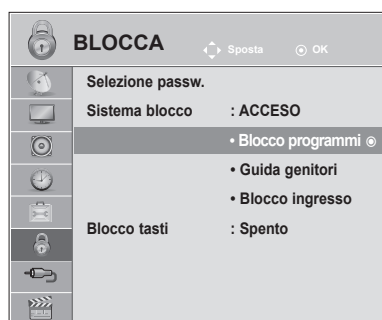 BLOCCA Sposta OK
Selezione passw.
Sistema blocco : ACCESO
• Blocco programmi
• Guida genitori
• Blocco ingresso
Blocco tasti : Spento